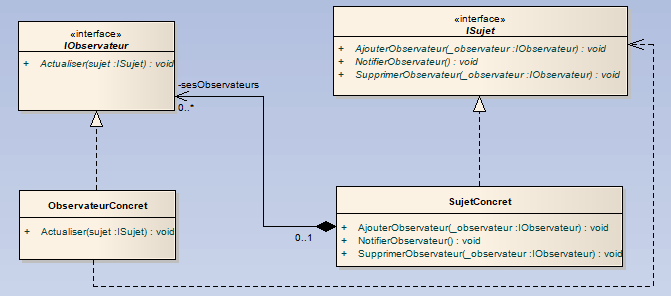 «interface»
IObservateur
+ Actualiser(sujet :ISujet) : void
«interface»
ISujet
+ AjouterObservateur(_observateur :IObservateur) : void
+ NotifierObservateur() : void
+ SupprimerObservateur(_observateur :IObservateur) : void
-sesObservateurs
0..*
ObservateurConcret
+ Actualiser(sujet :ISujet) : void
0..1
SujetConcret
+ AjouterObservateur(_observateur :IObservateur) : void
+ NotifierObservateur() : void
+ SupprimerObservateur(_observateur :IObservateur) : void